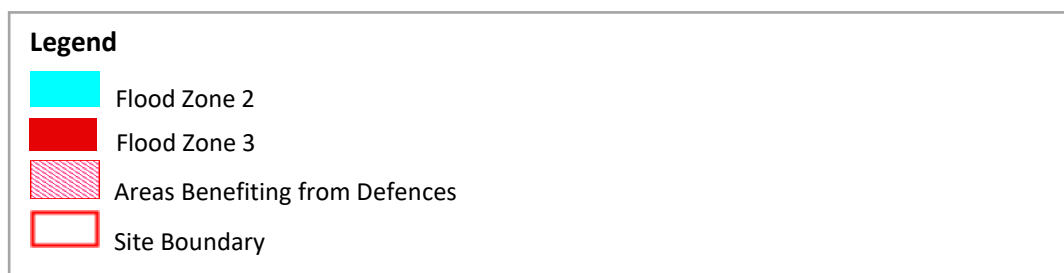 Legend
Flood Zone 2
Flood Zone 3
Areas Benefiting from Defences
Site Boundary